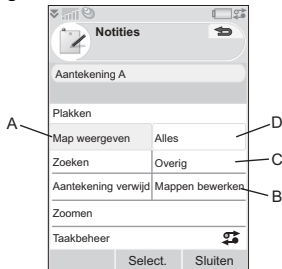 Notities
Aantekening A
Plakken
Map weergeven
Alles
Zoeken
Overig
Aantekening verwijd
Mappen bewerken
Zoomen
Taakbeheer
Select.
Sluiten
A
D
C
B